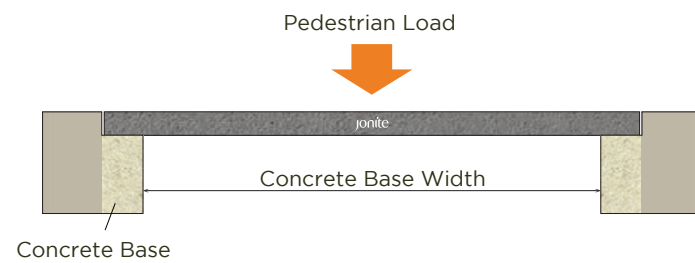 Pedestrian Load
jonite
Concrete Base Width
Concrete Base